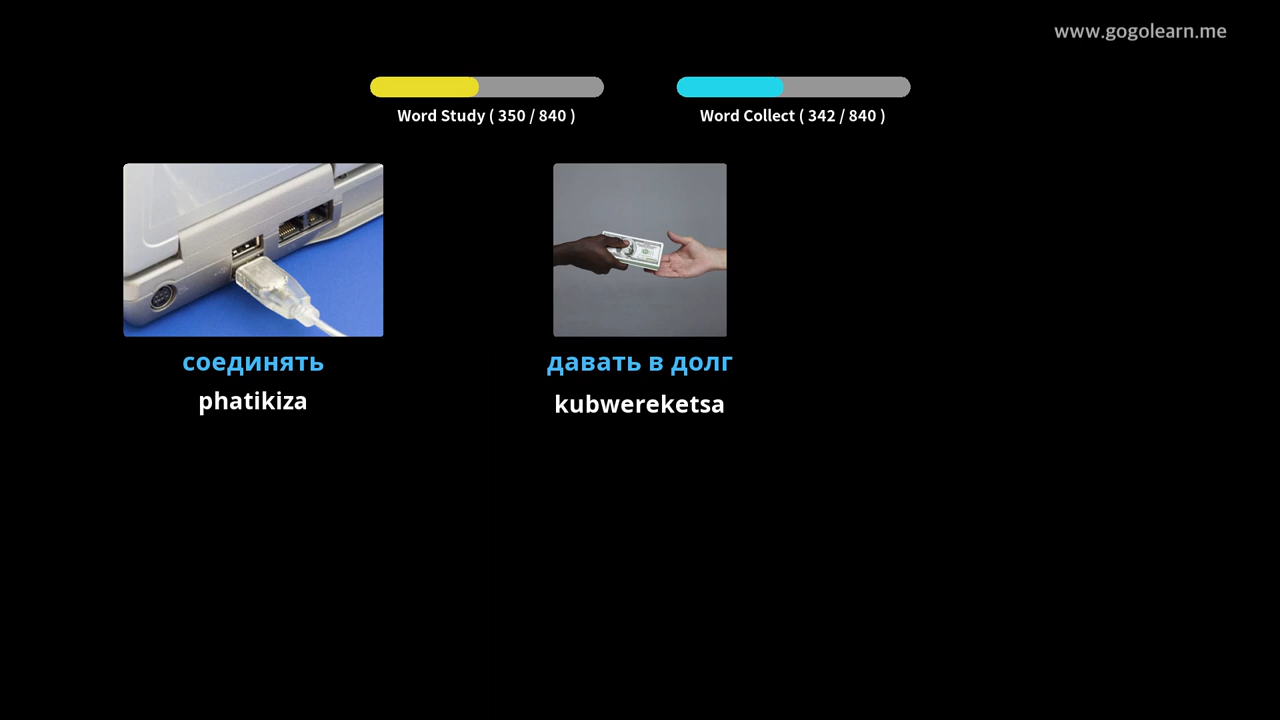 www.gogolearn.me
Word Study ( 350 / 840 )
Word Collect ( 342 / 840 )
соединять
phatikiza
давать в долг
kubwereketsa